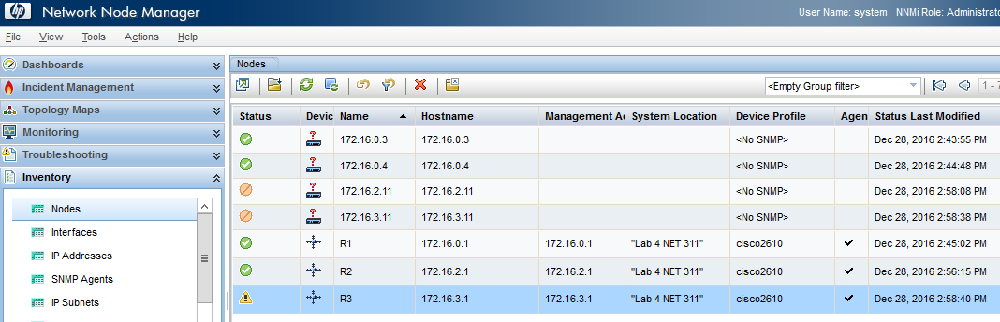 hp Network Node Manager User Name: system NNMi Role: Administrato
File View Tools Actions Help
Dashboards
Incident Management
Topology Maps
Monitoring
Troubleshooting
Inventory
Nodes
Interfaces
IP Addresses
SNMP Agents
IP Subnets
Nodes
<Empty Group filter> 1 - 7
Status Devic Name Hostname Management Ad System Location Device Profile Agen Status Last Modified
172.16.0.3 172.16.0.3 <No SNMP> Dec 28, 2016 2:43:55 PM
172.16.0.4 172.16.0.4 <No SNMP> Dec 28, 2016 2:44:48 PM
172.16.2.11 172.16.2.11 <No SNMP> Dec 28, 2016 2:58:08 PM
172.16.3.11 172.16.3.11 <No SNMP> Dec 28, 2016 2:58:38 PM
R1 172.16.0.1 172.16.0.1 "Lab 4 NET 311" cisco2610 Dec 28, 2016 2:45:02 PM
R2 172.16.2.1 172.16.2.1 "Lab 4 NET 311" cisco2610 Dec 28, 2016 2:56:15 PM
R3 172.16.3.1 172.16.3.1 "Lab 4 NET 311" cisco2610 Dec 28, 2016 2:58:40 PM